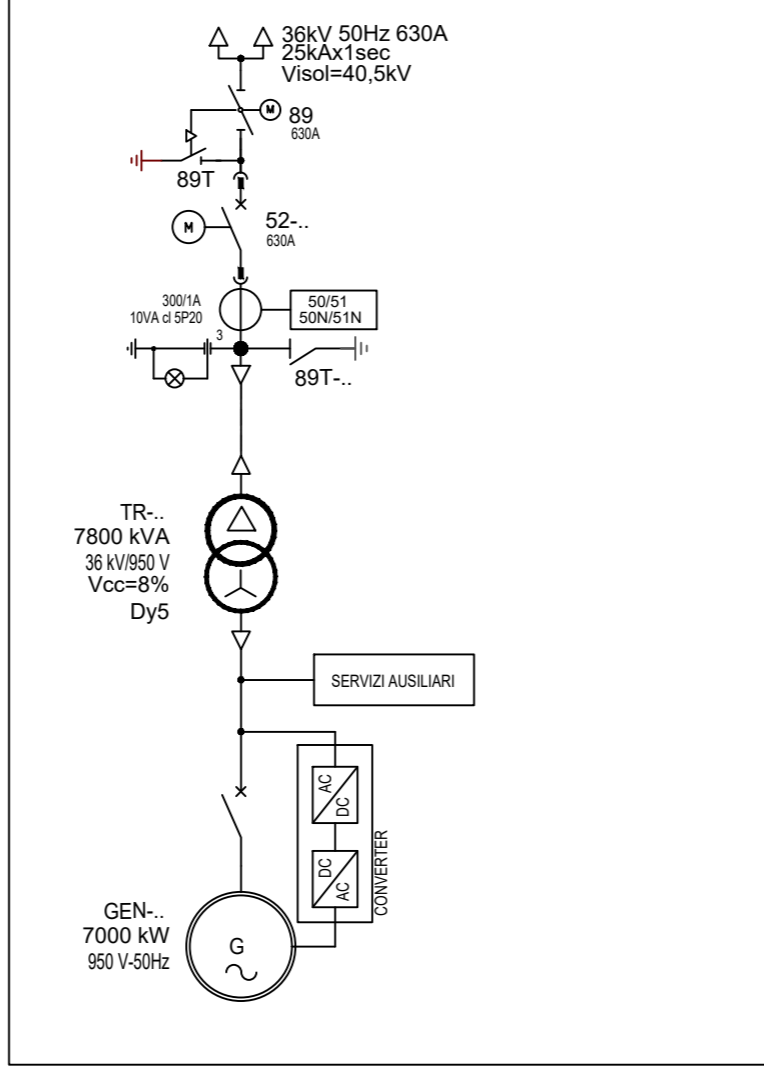 36kV 50Hz 630A
25kAx1sec
Visol=40,5kV
M
89
630A
89T
M
52-..
630A
300/1A
10VA cl 5P20
50/51
50N/51N
3
89T-..
TR-..
7800 kVA
36 kV/950 V
Vcc=8%
Dy5
SERVIZI AUSILIARI
AC
DC
DC
AC
CONVERTER
GEN-..
7000 kW
950 V-50Hz
G